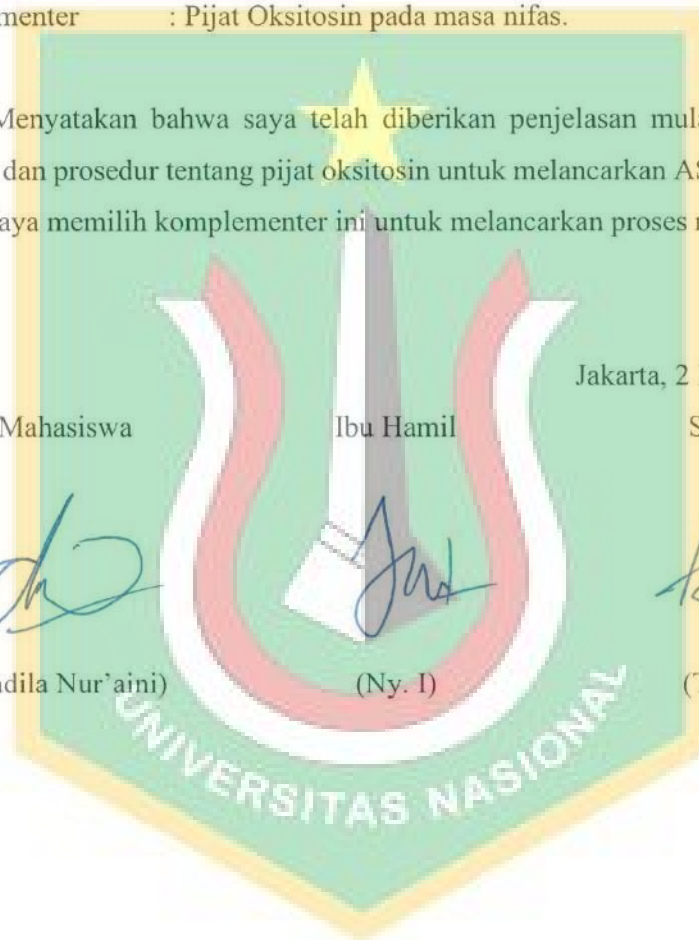 menter : Pijat Oksitosin pada masa nifas.
Menyatakan bahwa saya telah diberikan penjelasan mula
dan prosedur tentang pijat oksitosin untuk melancarkan AS
aya memilih komplementer ini untuk melancarkan proses
Jakarta, 2
Mahasiswa Ibu Hamil S
dila Nur’aini) (Ny. I) (T
UNIVERSITAS NASIONAL